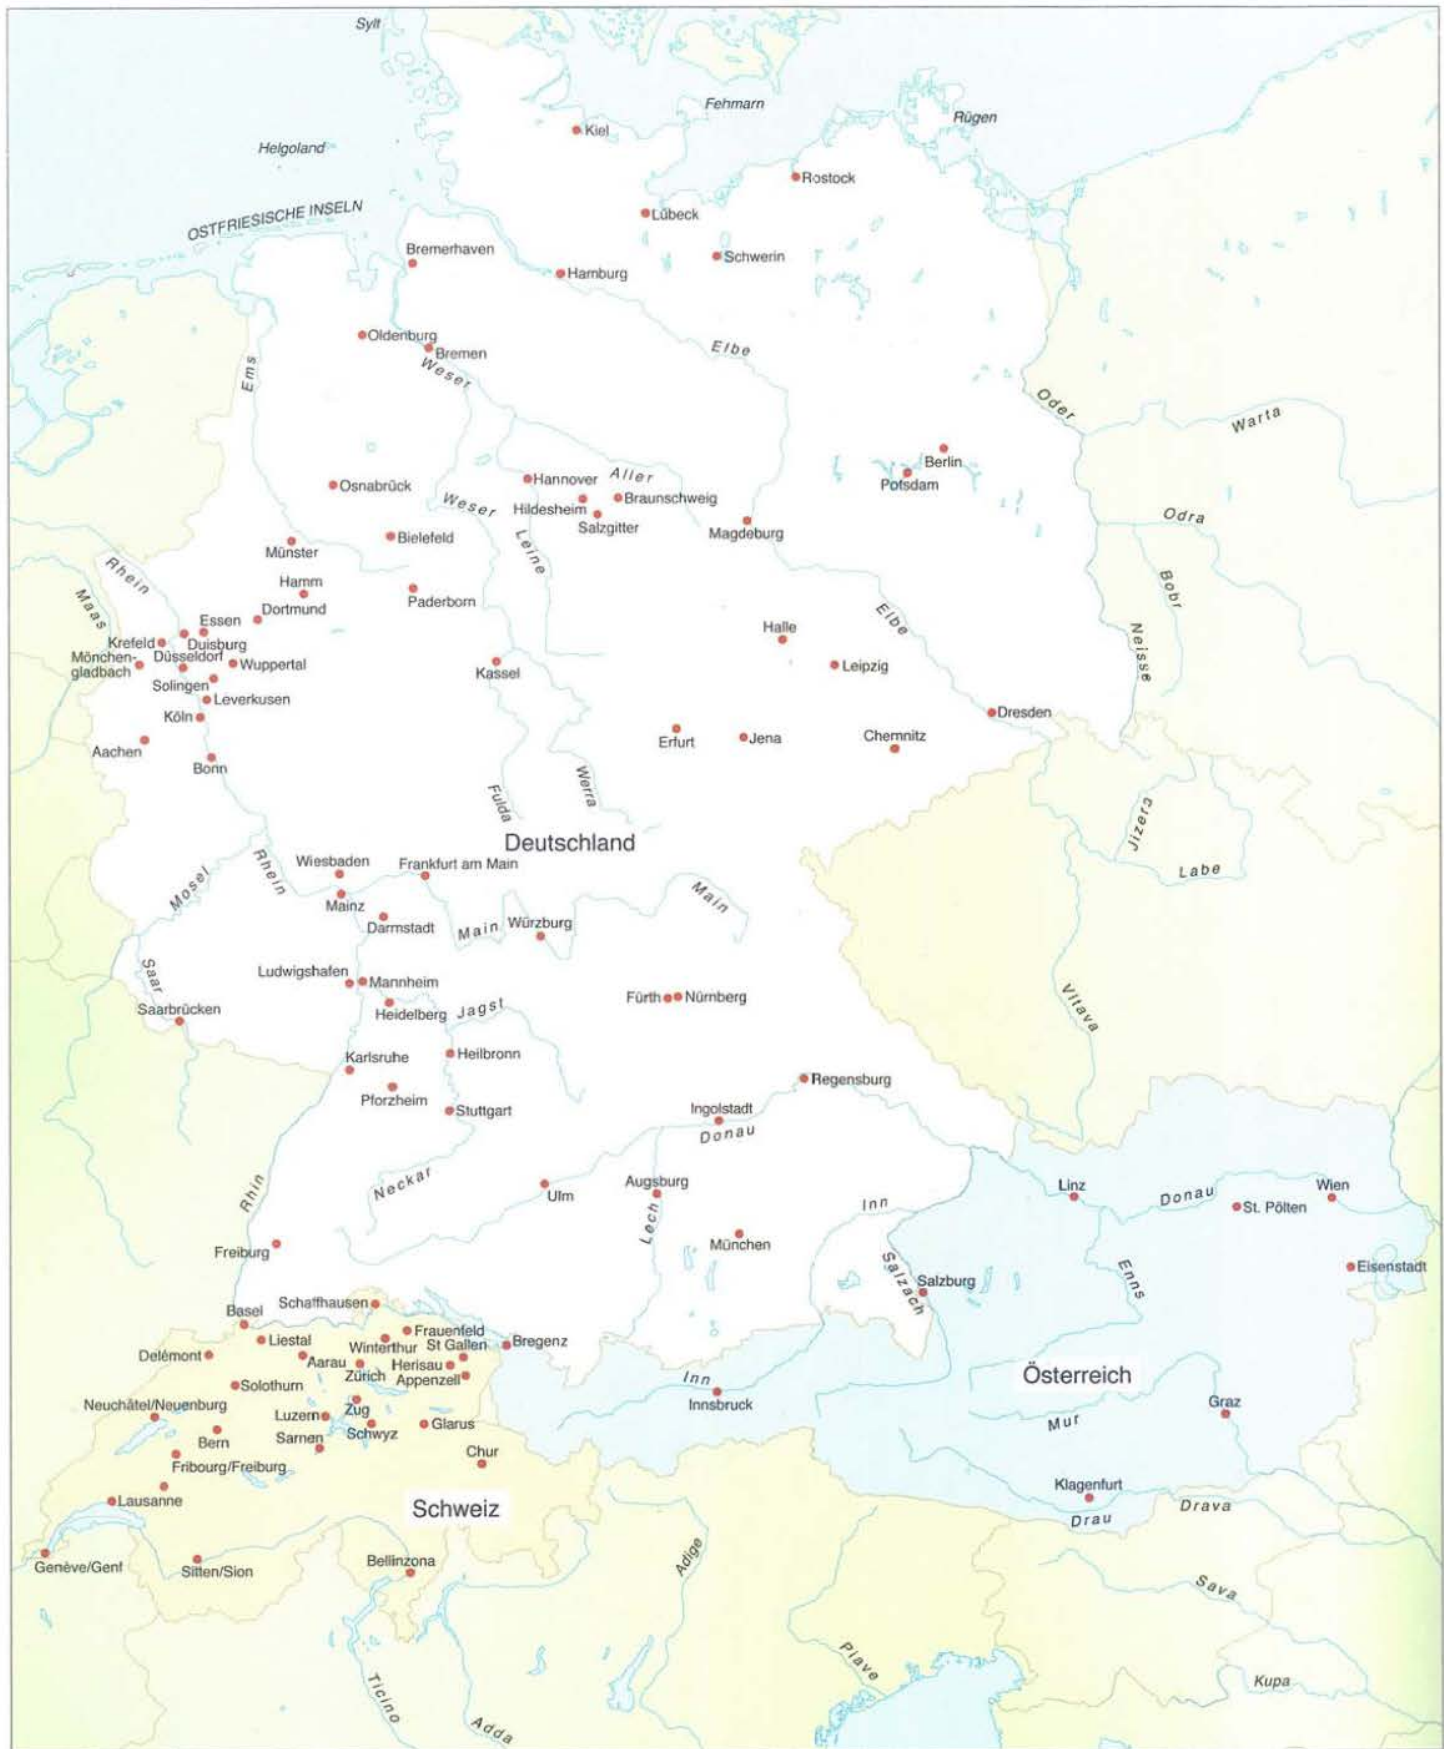 Sylt
Fehmarn
Rügen
Kiel
Helgoland
Rostock
OSTFRIESISCHE INSELN
Lübeck
Bremerhaven
Schwerin
Hamburg
Oldenburg
Bremen
Elbe
Weser
Ems
Oder
Warta
Berlin
Potsdam
Osnabrück
Hannover
Aller
Weser
Hildesheim
Braunschweig
Salzgitter
Magdeburg
Odra
Bielefeld
Münster
Leine
Rhein
Hamm
Bobr
Maas
Dortmund
Paderborn
Essen
Elbe
Halle
Neisse
Krefeld
Duisburg
Mönchen-
gladbach
Düsseldorf
Wuppertal
Kassel
Leipzig
Solingen
Leverkusen
Köln
Dresden
Aachen
Erfurt
Jena
Chemnitz
Bonn
Fulda
Werra
Jizera
Deutschland
Mosel
Rhein
Wiesbaden
Frankfurt am Main
Labe
Mainz
Main
Darmstadt
Main
Würzburg
Saar
Ludwigshafen
Mannheim
Saarbrücken
Heidelberg
Jagst
Fürth
Nürnberg
Vltava
Karlsruhe
Heilbronn
Pforzheim
Stuttgart
Regensburg
Ingolstadt
Donau
Neckar
Rhin
Ulm
Augsburg
Lech
Inn
Linz
Donau
St. Pölten
Wien
Freiburg
München
Salzach
Salzburg
Enns
Eisenstadt
Basel
Schaffhausen
Liestal
Frauenfeld
Winterthur
St Gallen
Bregenz
Delémont
Aarau
Zürich
Herisau
Appenzell
Solothurn
Inn
Innsbruck
Österreich
Neuchâtel/Neuenburg
Luzern
Zug
Glarus
Graz
Mur
Bern
Sarnen
Schwyz
Chur
Fribourg/Freiburg
Lausanne
Schweiz
Klagenfurt
Drau
Drava
Genève/Genf
Sitten/Sion
Bellinzona
Adige
Sava
Piave
Ticino
Adda
Kupa